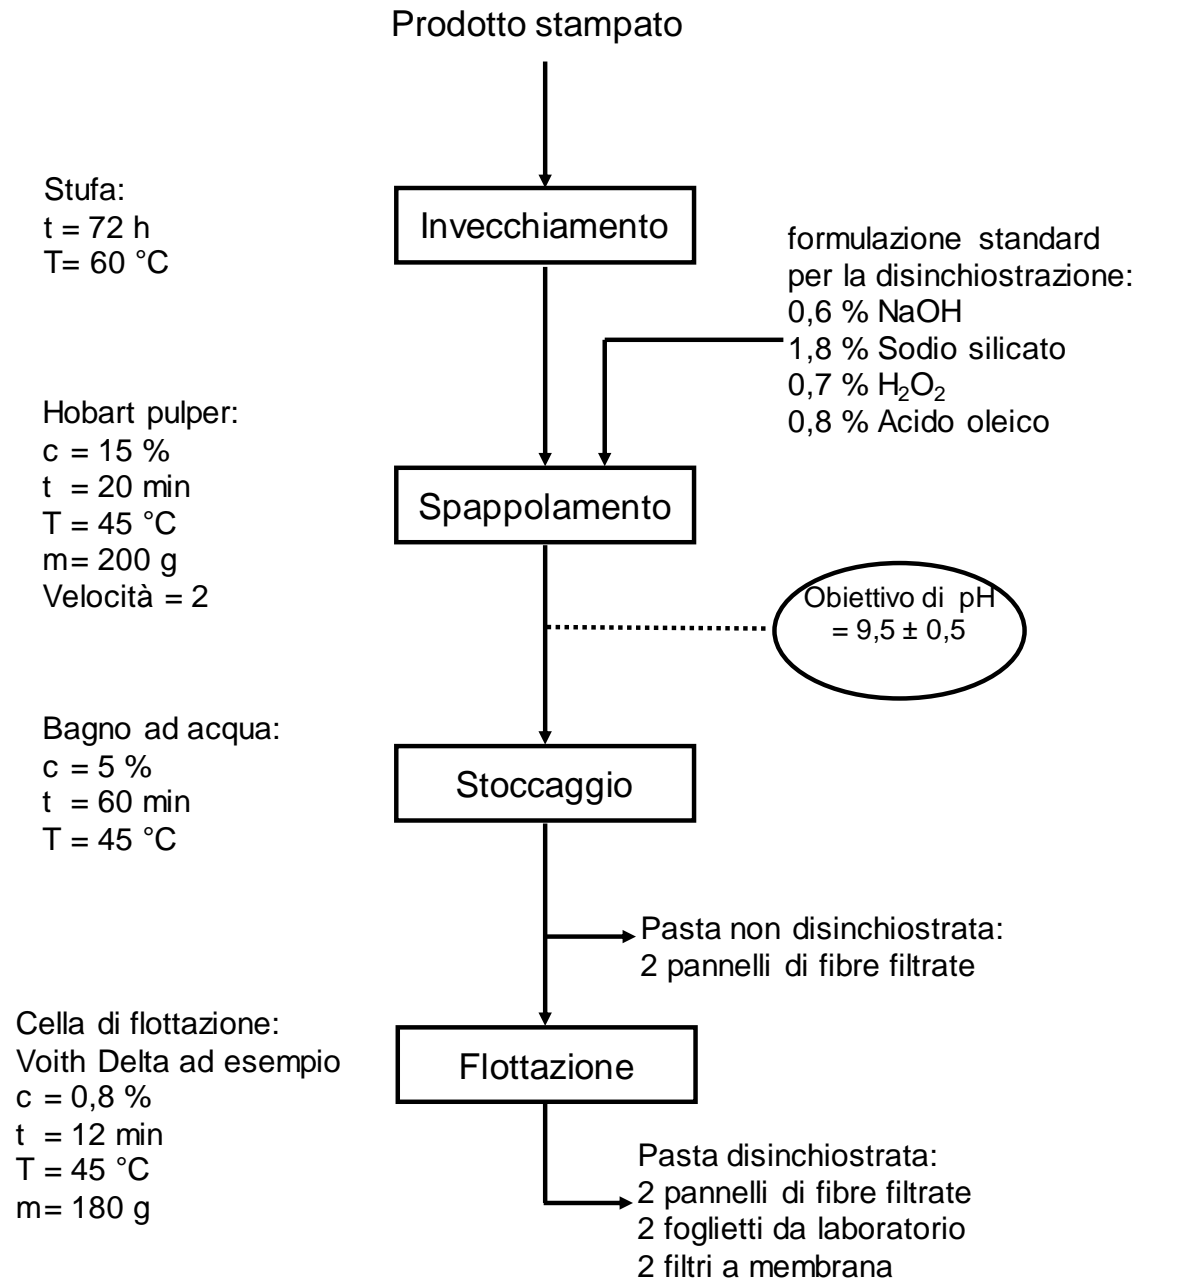 Prodotto stampato
Stufa:
t = 72 h
T= 60 °C
Invecchiamento
formulazione standard
per la disinchiostrazione:
0,6 % NaOH
1,8 % Sodio silicato
0,7 % H₂O₂
0,8 % Acido oleico
Hobart pulper:
c = 15 %
t = 20 min
T = 45 °C
m= 200 g
Velocità = 2
Spappolamento
Obiettivo di pH
= 9,5 ± 0,5
Bagno ad acqua:
c = 5 %
t = 60 min
T = 45 °C
Stoccaggio
Pasta non disinchiostrata:
2 pannelli di fibre filtrate
Cella di flottazione:
Voith Delta ad esempio
c = 0,8 %
t = 12 min
T = 45 °C
m= 180 g
Flottazione
Pasta disinchiostrata:
2 pannelli di fibre filtrate
2 foglietti da laboratorio
2 filtri a membrana